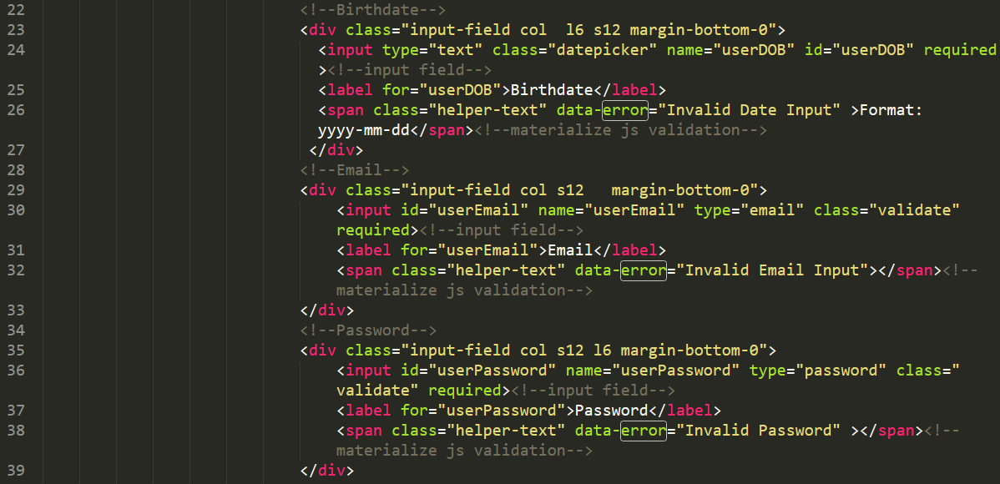 22 <!--Birthdate-->
23 <div class="input-field col  l6 s12 margin-bottom-0">
24 <input type="text" class="datepicker" name="userDOB" id="userDOB" required
><!--input field-->
25 <label for="userDOB">Birthdate</label>
26 <span class="helper-text" data-error="Invalid Date Input" >Format:
yyyy-mm-dd</span><!--materialize js validation-->
27 </div>
28 <!--Email-->
29 <div class="input-field col s12   margin-bottom-0">
30 <input id="userEmail" name="userEmail" type="email" class="validate"
required><!--input field-->
31 <label for="userEmail">Email</label>
32 <span class="helper-text" data-error="Invalid Email Input"></span><!--
materialize js validation-->
33 </div>
34 <!--Password-->
35 <div class="input-field col s12 l6 margin-bottom-0">
36 <input id="userPassword" name="userPassword" type="password" class="
validate" required><!--input field-->
37 <label for="userPassword">Password</label>
38 <span class="helper-text" data-error="Invalid Password" ></span><!--
materialize js validation-->
39 </div>